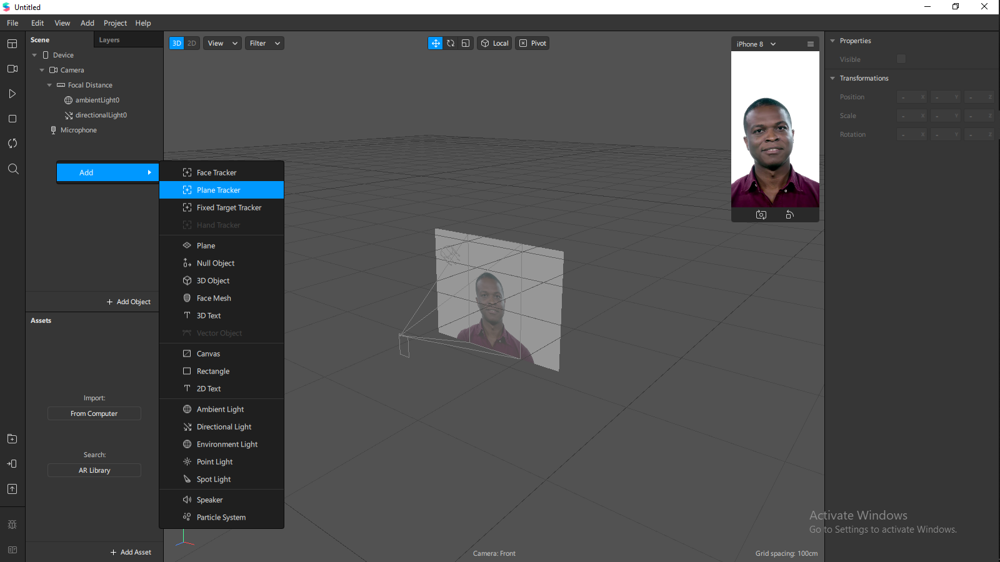 Untitled
File Edit View Add Project Help
Scene Layers
Device
Camera
Focal Distance
ambientLight0
directionalLight0
Microphone
Add
Face Tracker
Plane Tracker
Fixed Target Tracker
Hand Tracker
Plane
Null Object
3D Object
Face Mesh
3D Text
Vector Object
Canvas
Rectangle
2D Text
Ambient Light
Directional Light
Environment Light
Point Light
Spot Light
Speaker
Particle System
+ Add Object
Assets
Import:
From Computer
Search:
AR Library
+ Add Asset
3D 2D View Filter Local Pivot
iPhone 8
Camera: Front
Grid spacing: 100cm
Properties
Visible
Transformations
Position - X - Y - Z
Scale - X - Y - Z
Rotation - X - Y - Z
Activate Windows
Go to Settings to activate Windows.